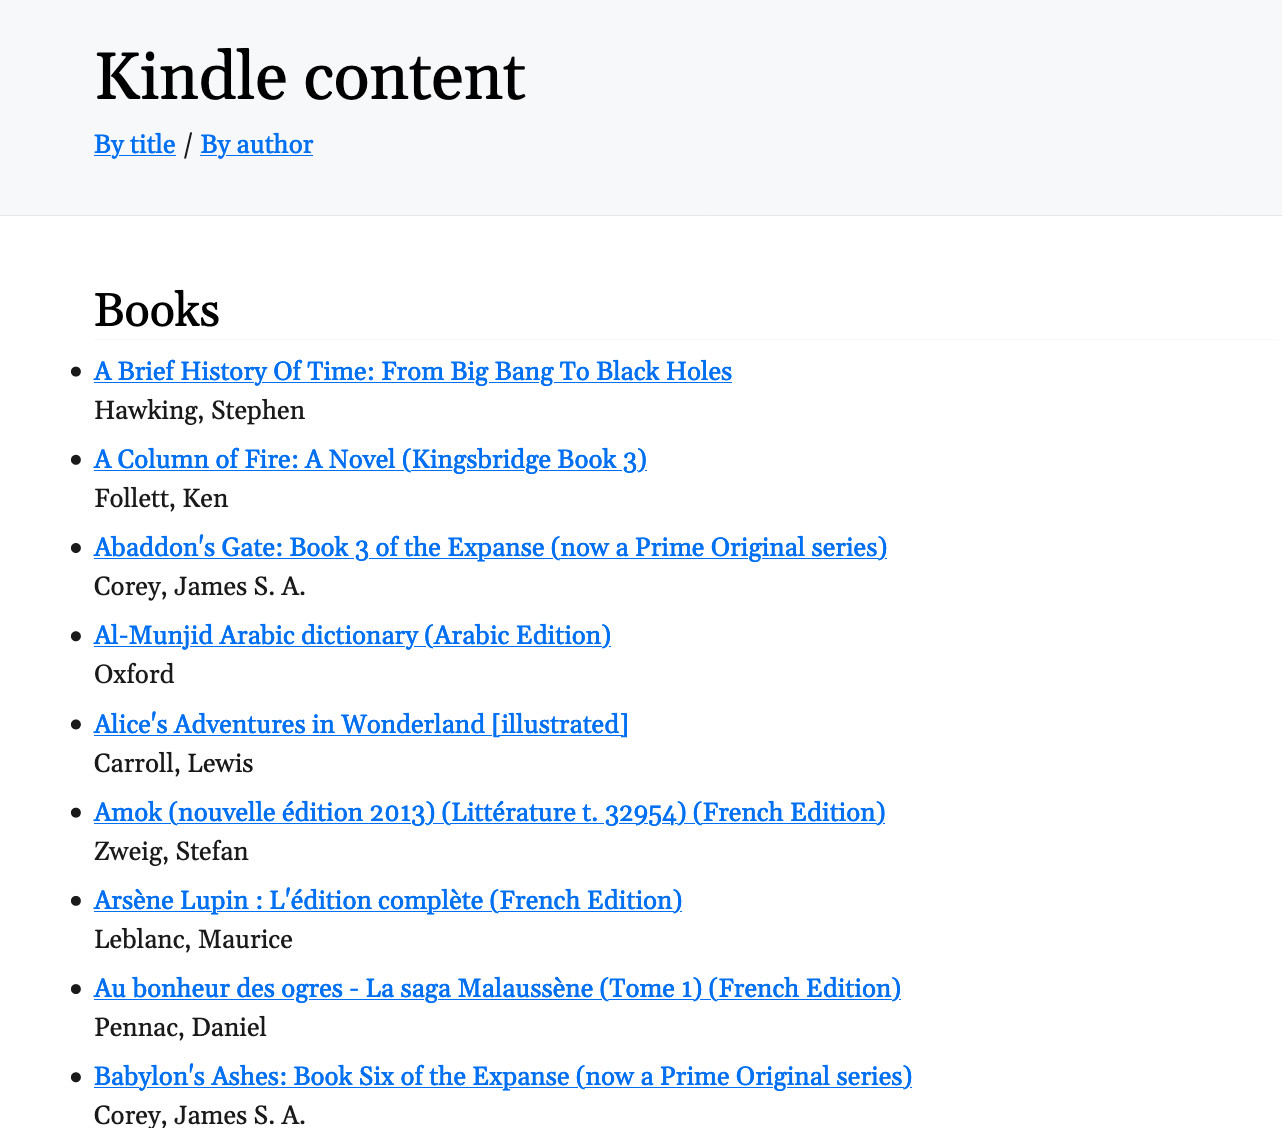 Kindle content
By title / By author
Books
A Brief History Of Time: From Big Bang To Black Holes
Hawking, Stephen
A Column of Fire: A Novel (Kingsbridge Book 3)
Follett, Ken
Abaddon's Gate: Book 3 of the Expanse (now a Prime Original series)
Corey, James S. A.
Al-Munjid Arabic dictionary (Arabic Edition)
Oxford
Alice's Adventures in Wonderland [illustrated]
Carroll, Lewis
Amok (nouvelle édition 2013) (Littérature t. 32954) (French Edition)
Zweig, Stefan
Arsène Lupin : L'édition complète (French Edition)
Leblanc, Maurice
Au bonheur des ogres - La saga Malaussène (Tome 1) (French Edition)
Pennac, Daniel
Babylon's Ashes: Book Six of the Expanse (now a Prime Original series)
Corey, James S. A.